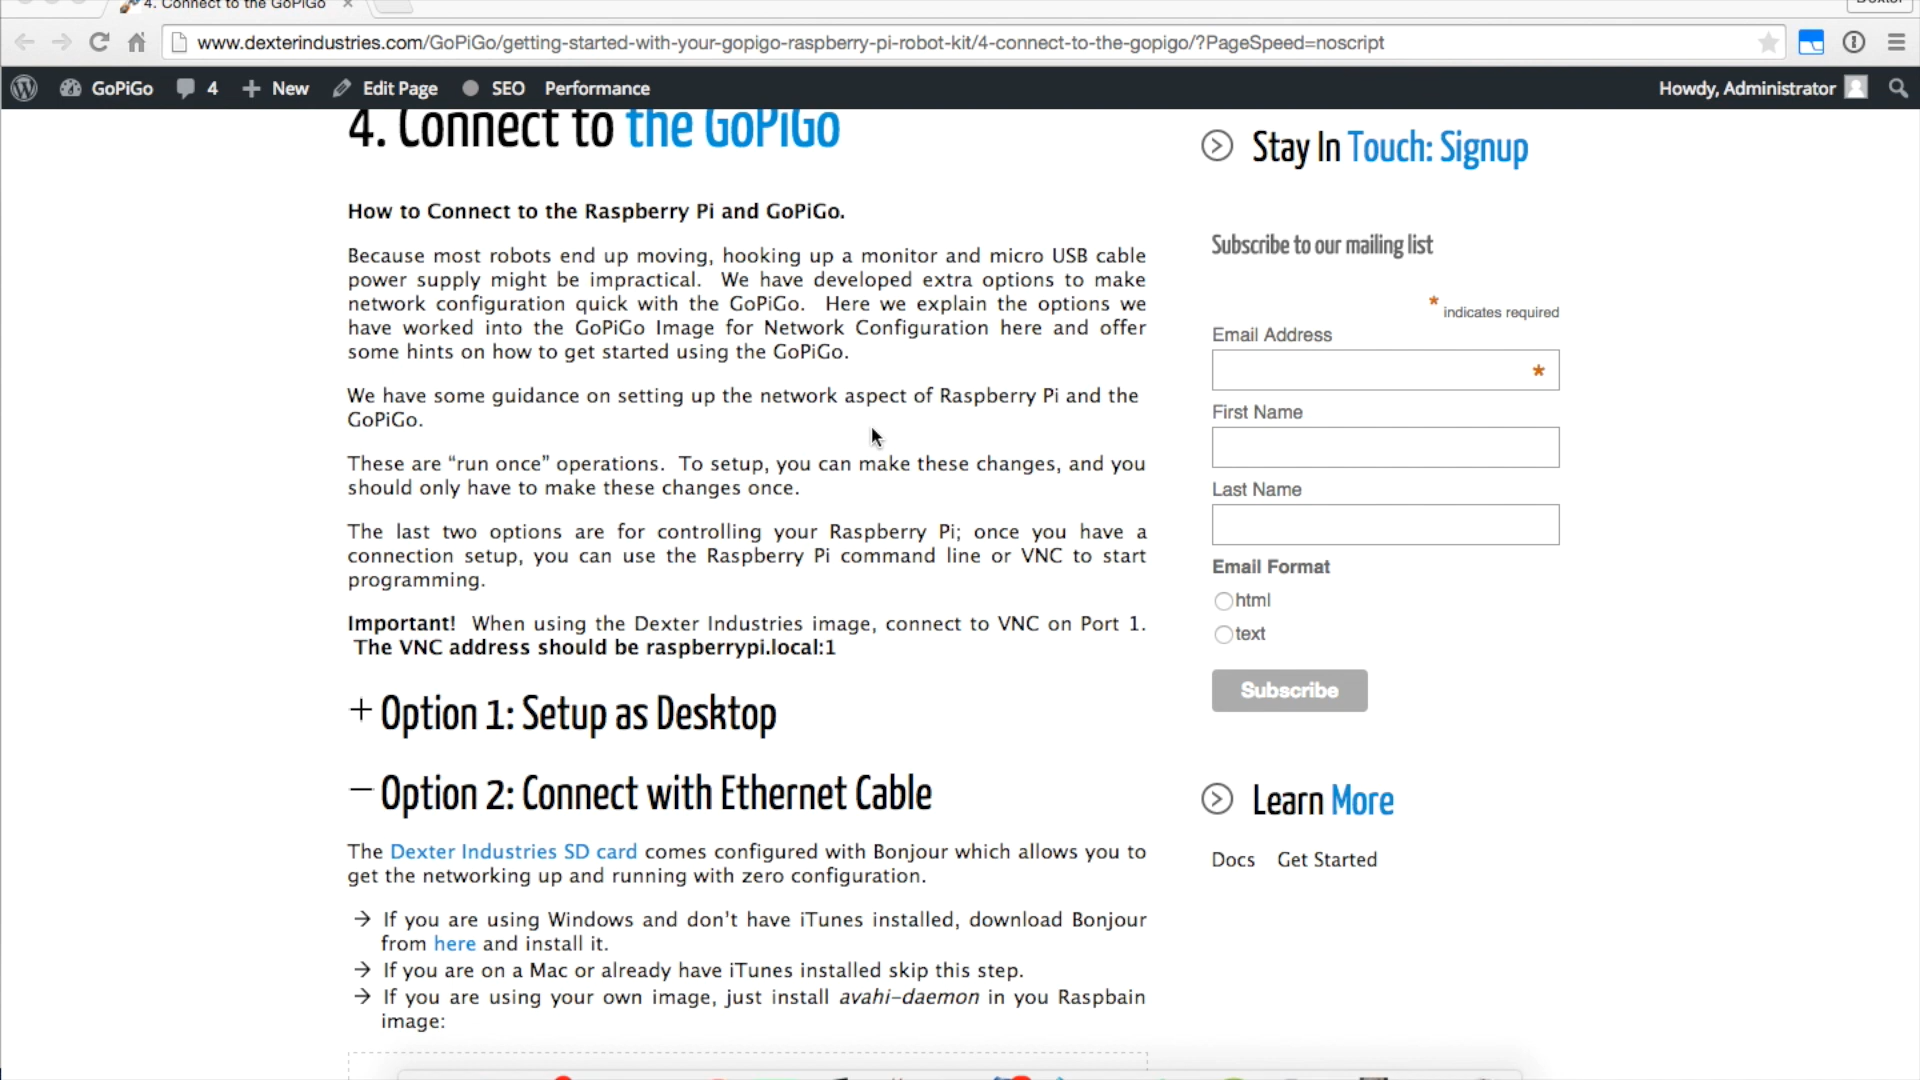 4. Connect to the GoPiGo
www.dexterindustries.com/GoPiGo/getting-started-with-your-gopigo-raspberry-pi-robot-kit/4-connect-to-the-gopigo/?PageSpeed=noscript
GoPiGo 4 New Edit Page SEO Performance Howdy, Administrator
4. Connect to the GoPiGo
How to Connect to the Raspberry Pi and GoPiGo.
Because most robots end up moving, hooking up a monitor and micro USB cable
power supply might be impractical. We have developed extra options to make
network configuration quick with the GoPiGo. Here we explain the options we
have worked into the GoPiGo Image for Network Configuration here and offer
some hints on how to get started using the GoPiGo.
We have some guidance on setting up the network aspect of Raspberry Pi and the
GoPiGo.
These are “run once” operations. To setup, you can make these changes, and you
should only have to make these changes once.
The last two options are for controlling your Raspberry Pi; once you have a
connection setup, you can use the Raspberry Pi command line or VNC to start
programming.
Important! When using the Dexter Industries image, connect to VNC on Port 1.
The VNC address should be raspberrypi.local:1
+ Option 1: Setup as Desktop
– Option 2: Connect with Ethernet Cable
The Dexter Industries SD card comes configured with Bonjour which allows you to
get the networking up and running with zero configuration.
→ If you are using Windows and don’t have iTunes installed, download Bonjour
from here and install it.
→ If you are on a Mac or already have iTunes installed skip this step.
→ If you are using your own image, just install avahi-daemon in you Raspbain
image:
Stay In Touch: Signup
Subscribe to our mailing list
* indicates required
Email Address
*
First Name
Last Name
Email Format
html
text
Subscribe
Learn More
Docs Get Started